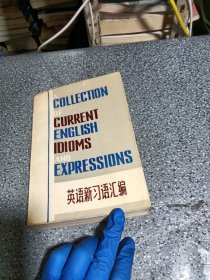 COLLECTION
OF
CURRENT
ENGLISH
IDIOMS
AND
EXPRESSIONS
英语新习语汇编